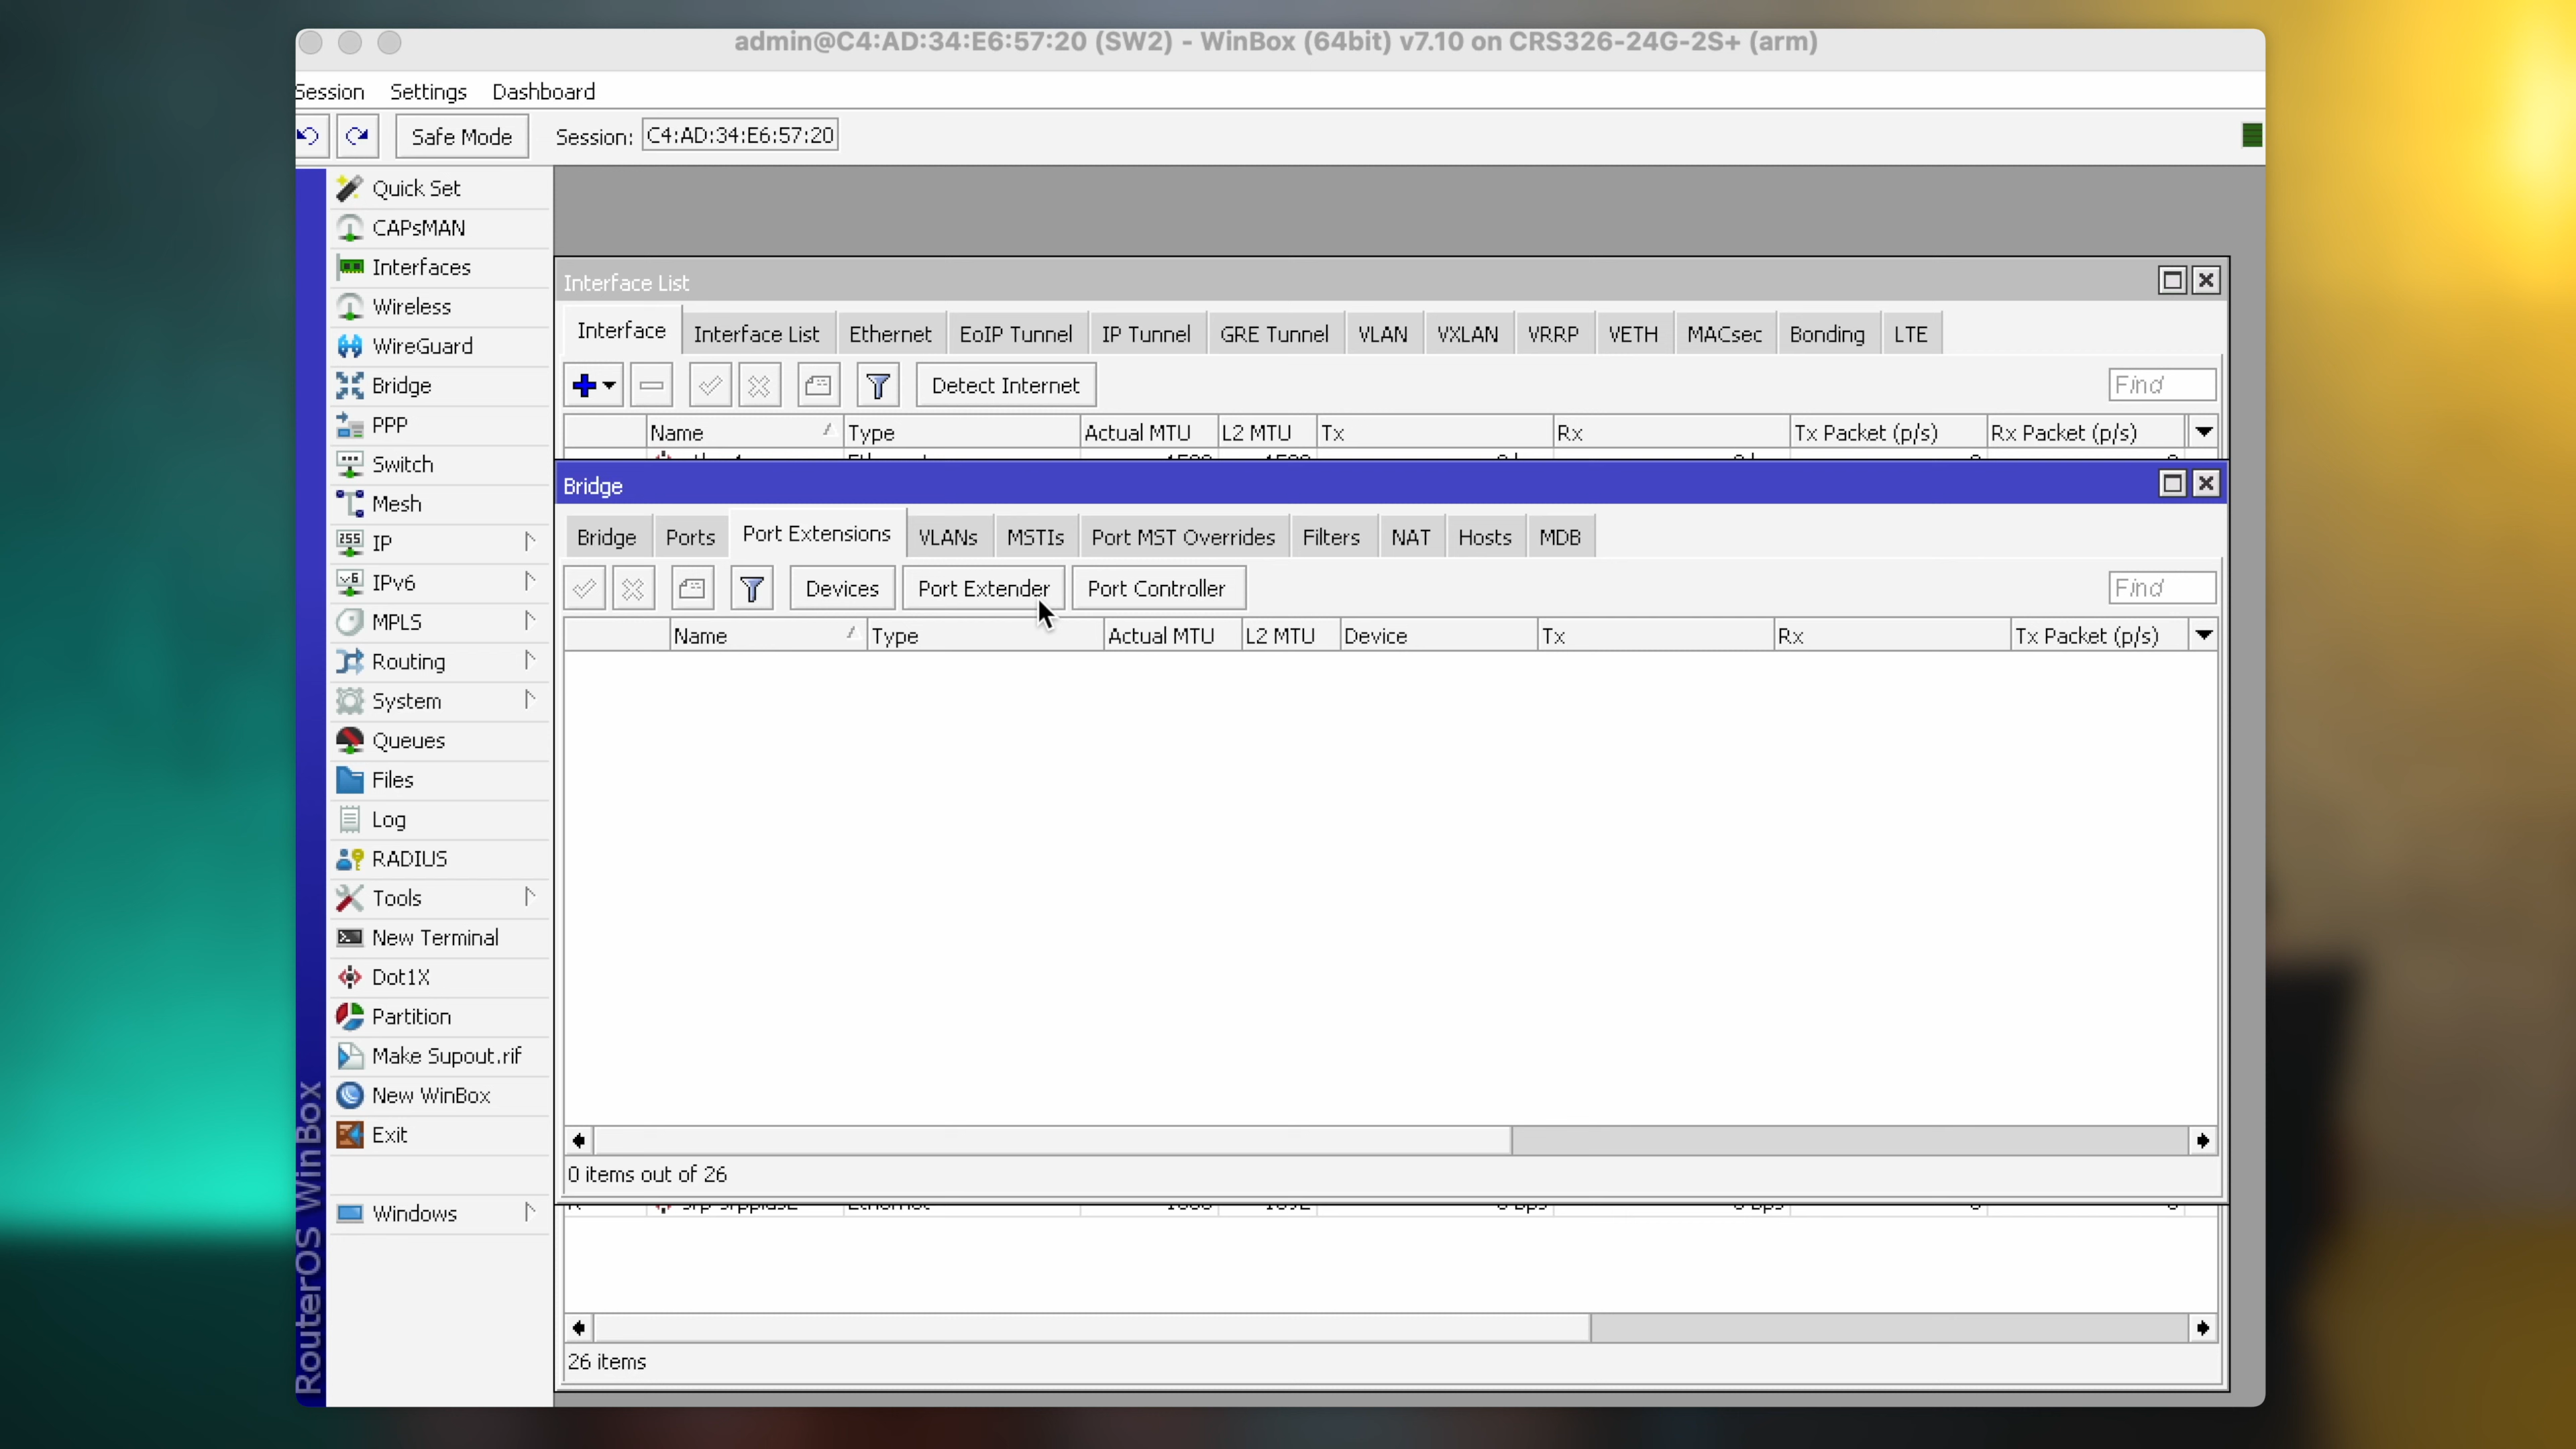 admin@C4:AD:34:E6:57:20 (SW2) - WinBox (64bit) v7.10 on CRS326-24G-2S+ (arm)
Session Settings Dashboard
Safe Mode Session: C4:AD:34:E6:57:20
Quick Set
CAPsMAN
Interfaces
Wireless
WireGuard
Bridge
PPP
Switch
Mesh
255 IP
v6 IPv6
MPLS
Routing
System
Queues
Files
Log
RADIUS
Tools
New Terminal
Dot1X
Partition
Make Supout.rif
New WinBox
Exit
Windows
RouterOS WinBox
Interface List
Interface Interface List Ethernet EoIP Tunnel IP Tunnel GRE Tunnel VLAN VXLAN VRRP VETH MACsec Bonding LTE
Detect Internet Find
Name Type Actual MTU L2 MTU Tx Rx Tx Packet (p/s) Rx Packet (p/s)
Bridge
Bridge Ports Port Extensions VLANs MSTIs Port MST Overrides Filters NAT Hosts MDB
Devices Port Extender Port Controller Find
Name Type Actual MTU L2 MTU Device Tx Rx Tx Packet (p/s)
0 items out of 26
26 items